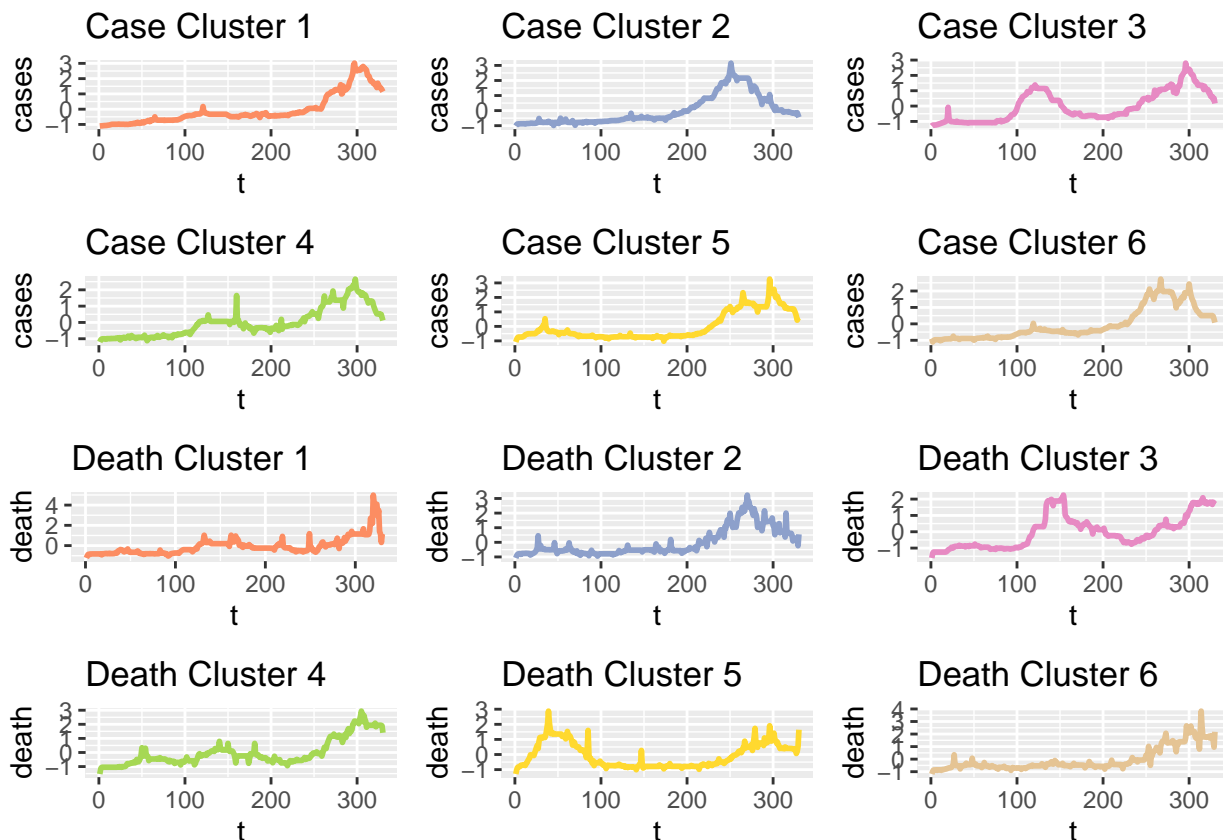 Case Cluster 1
cases
3
2
1
0
−1
0 100 200 300
t
Case Cluster 2
cases
3
2
1
0
−1
0 100 200 300
t
Case Cluster 3
cases
3
2
1
0
−1
0 100 200 300
t
Case Cluster 4
cases
2
1
0
−1
0 100 200 300
t
Case Cluster 5
cases
3
2
1
0
−1
0 100 200 300
t
Case Cluster 6
cases
2
1
0
−1
0 100 200 300
t
Death Cluster 1
death
4
2
0
0 100 200 300
t
Death Cluster 2
death
3
2
1
0
−1
0 100 200 300
t
Death Cluster 3
death
2
1
0
−1
0 100 200 300
t
Death Cluster 4
death
3
2
1
0
−1
0 100 200 300
t
Death Cluster 5
death
3
2
1
0
−1
0 100 200 300
t
Death Cluster 6
death
4
3
2
1
0
−1
0 100 200 300
t